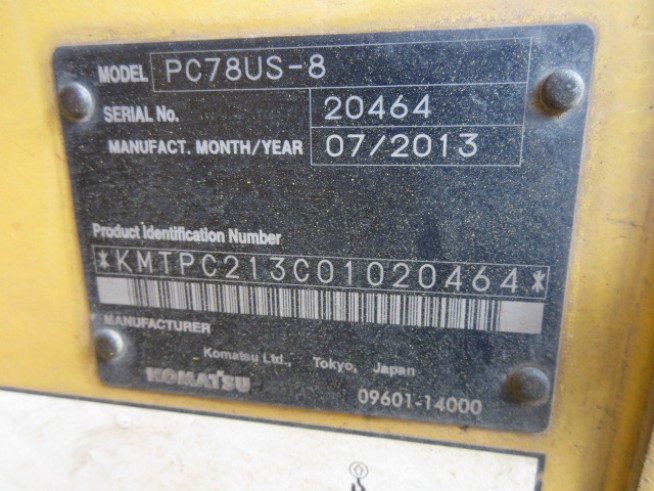 MODEL PC78US-8
SERIAL No. 20464
MANUFACT. MONTH/YEAR 07/2013
Product Identification Number
*KMTPC213C01020464*
MANUFACTURER
Komatsu Ltd., Tokyo, Japan
KOMATSU 09601-14000